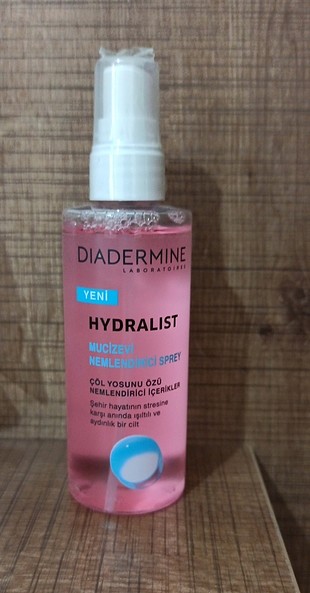 DIADERMINE
LABORATOIRES
YENİ
HYDRALIST
MUCİZEVİ
NEMLENDİRİCİ SPREY
ÇÖL YOSUNU ÖZÜ
NEMLENDİRİCİ İÇERİKLER
Şehir hayatının stresine
karşı anında ışıltılı ve
aydınlık bir cilt